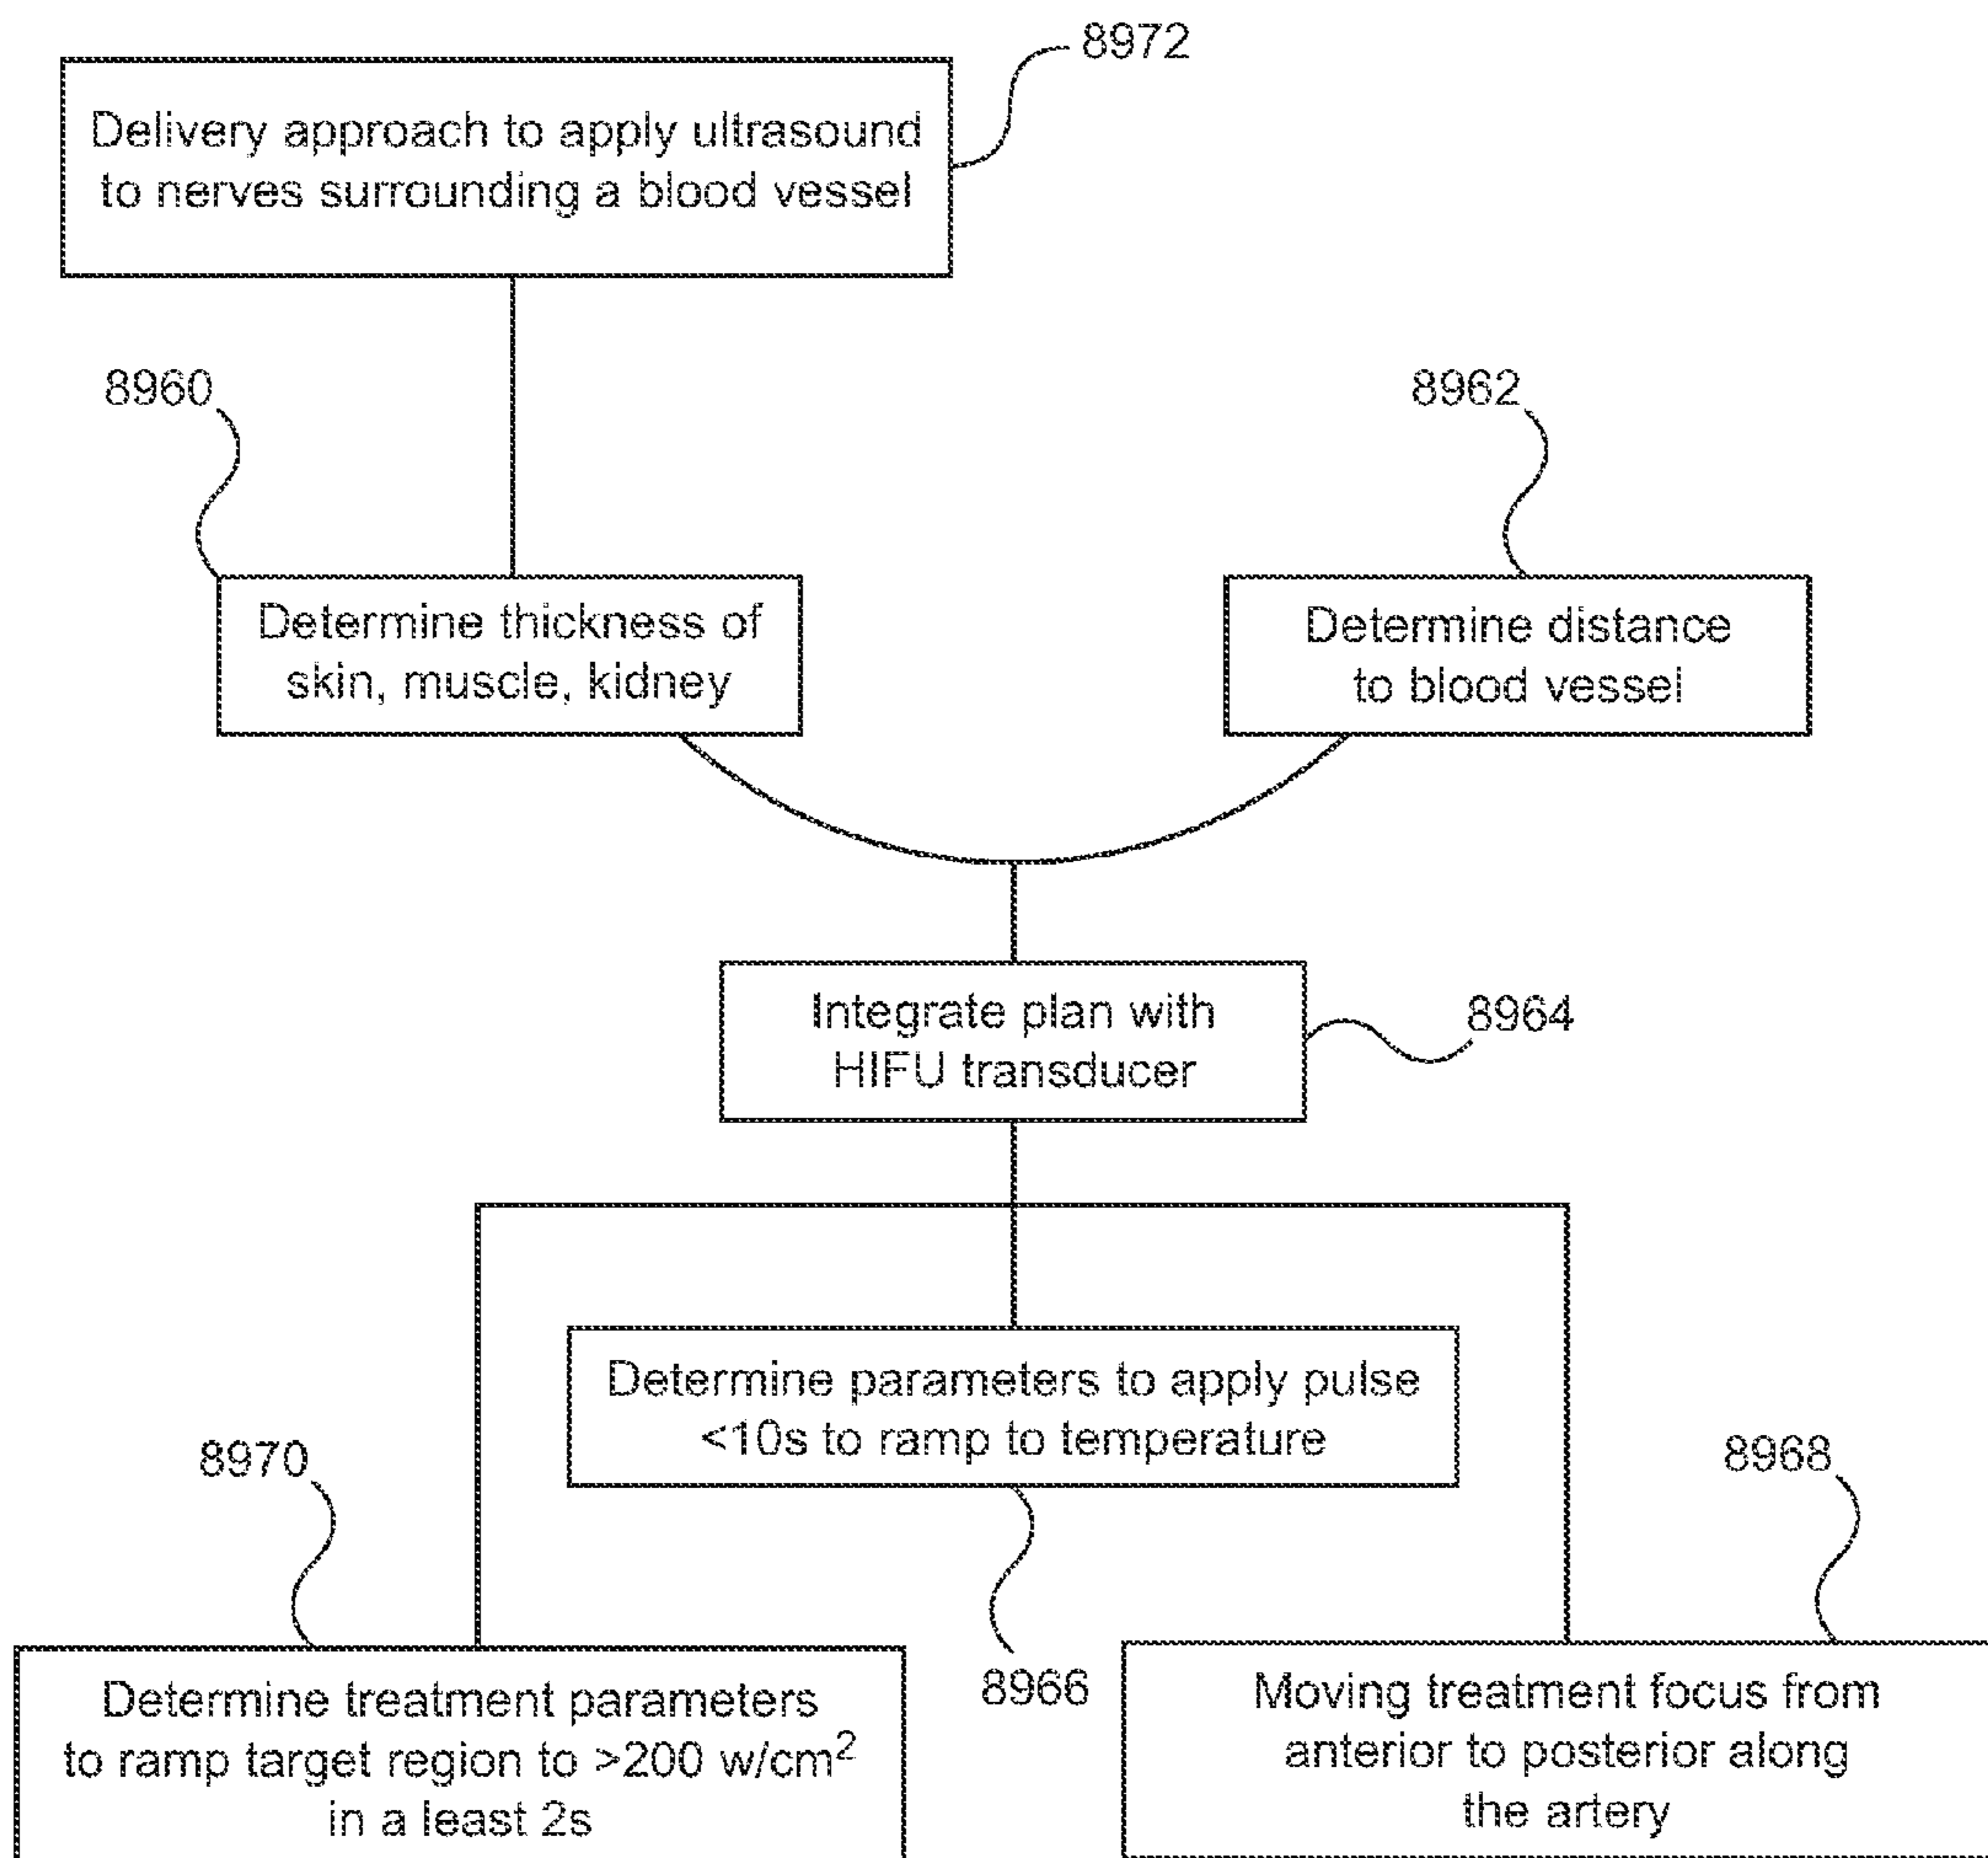 8972
Delivery approach to apply ultrasound
to nerves surrounding a blood vessel
8960
8962
Determine thickness of
skin, muscle, kidney
Determine distance
to blood vessel
Integrate plan with
HIFU transducer
8964
Determine parameters to apply pulse
<10s to ramp to temperature
8970
8968
8966
Determine treatment parameters
to ramp target region to >200 w/cm²
in a least 2s
Moving treatment focus from
anterior to posterior along
the artery